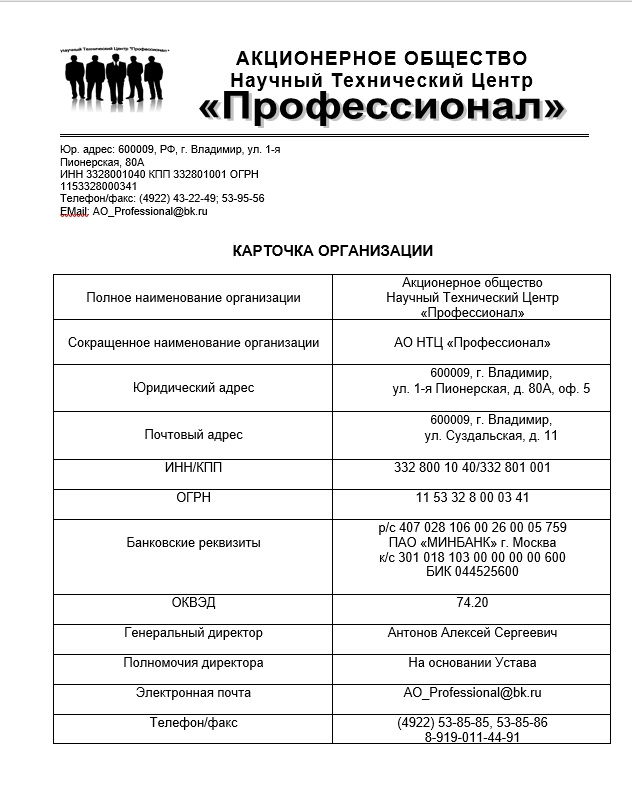 Научный Технический Центр "Профессионал"
АКЦИОНЕРНОЕ ОБЩЕСТВО
Научный Технический Центр
«Профессионал»
Юр. адрес: 600009, РФ, г. Владимир, ул. 1-я
Пионерская, 80А
ИНН 3328001040 КПП 332801001 ОГРН
1153328000341
Телефон/факс: (4922) 43-22-49; 53-95-56
EMail: AO_Professional@bk.ru
КАРТОЧКА ОРГАНИЗАЦИИ
Полное наименование организации
Акционерное общество
Научный Технический Центр
«Профессионал»
Сокращенное наименование организации
АО НТЦ «Профессионал»
Юридический адрес
600009, г. Владимир,
ул. 1-я Пионерская, д. 80А, оф. 5
Почтовый адрес
600009, г. Владимир,
ул. Суздальская, д. 11
ИНН/КПП
332 800 10 40/332 801 001
ОГРН
11 53 32 8 00 03 41
Банковские реквизиты
р/с 407 028 106 00 26 00 05 759
ПАО «МИНБАНК» г. Москва
к/с 301 018 103 00 00 00 00 600
БИК 044525600
ОКВЭД
74.20
Генеральный директор
Антонов Алексей Сергеевич
Полномочия директора
На основании Устава
Электронная почта
AO_Professional@bk.ru
Телефон/факс
(4922) 53-85-85, 53-85-86
8-919-011-44-91